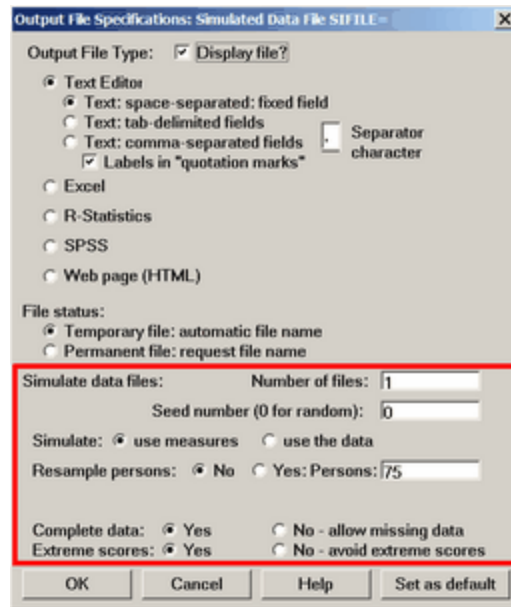 Output File Specifications: Simulated Data File SIFILE=
Output File Type: Display file?
Text Editor
Text: space-separated: fixed field
Text: tab-delimited fields
Text: comma-separated fields
Separator character
Labels in "quotation marks"
Excel
R-Statistics
SPSS
Web page (HTML)
File status:
Temporary file: automatic file name
Permanent file: request file name
Simulate data files: Number of files: 1
Seed number (0 for random): 0
Simulate: use measures use the data
Resample persons: No Yes: Persons: 75
Complete data: Yes No - allow missing data
Extreme scores: Yes No - avoid extreme scores
OK Cancel Help Set as default